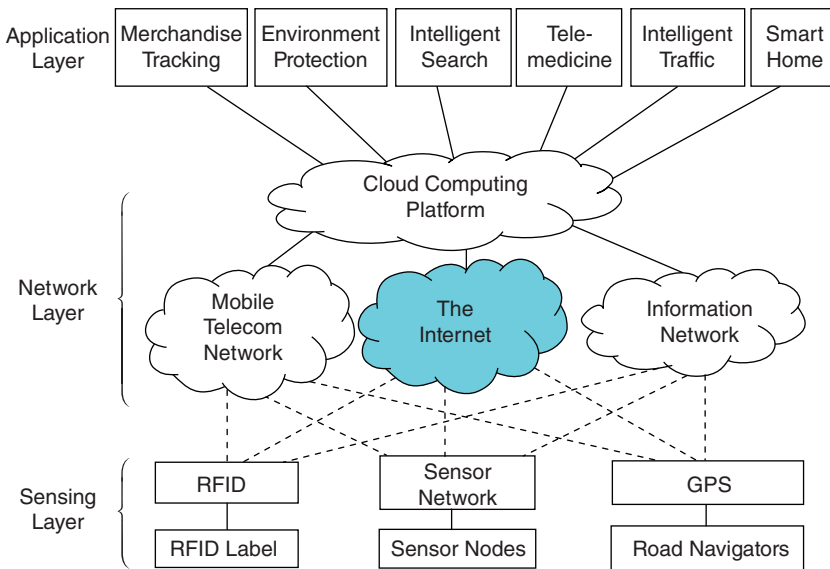 Application
Layer
Merchandise
Tracking
Environment
Protection
Intelligent
Search
Tele-
medicine
Intelligent
Traffic
Smart
Home
Cloud Computing
Platform
Network
Layer
Mobile
Telecom
Network
The
Internet
Information
Network
Sensing
Layer
RFID
Sensor
Network
GPS
RFID Label
Sensor Nodes
Road Navigators